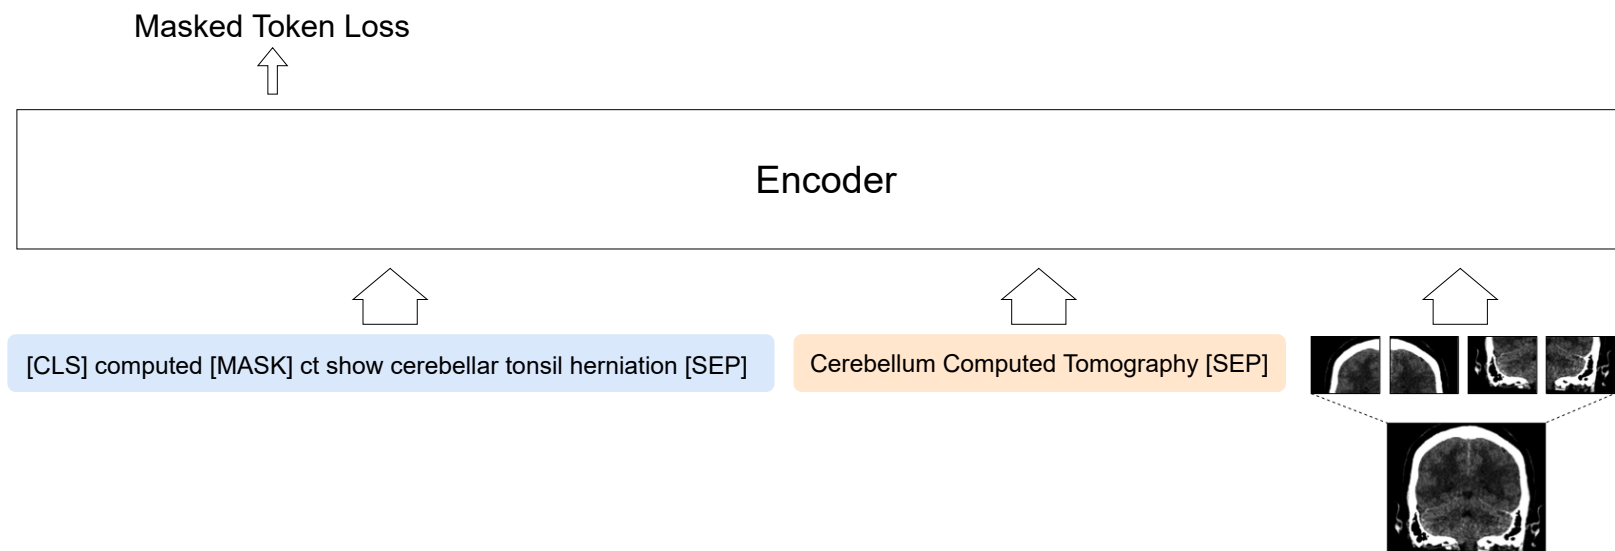 Masked Token Loss
Encoder
[CLS] computed [MASK] ct show cerebellar tonsil herniation [SEP]
Cerebellum Computed Tomography [SEP]